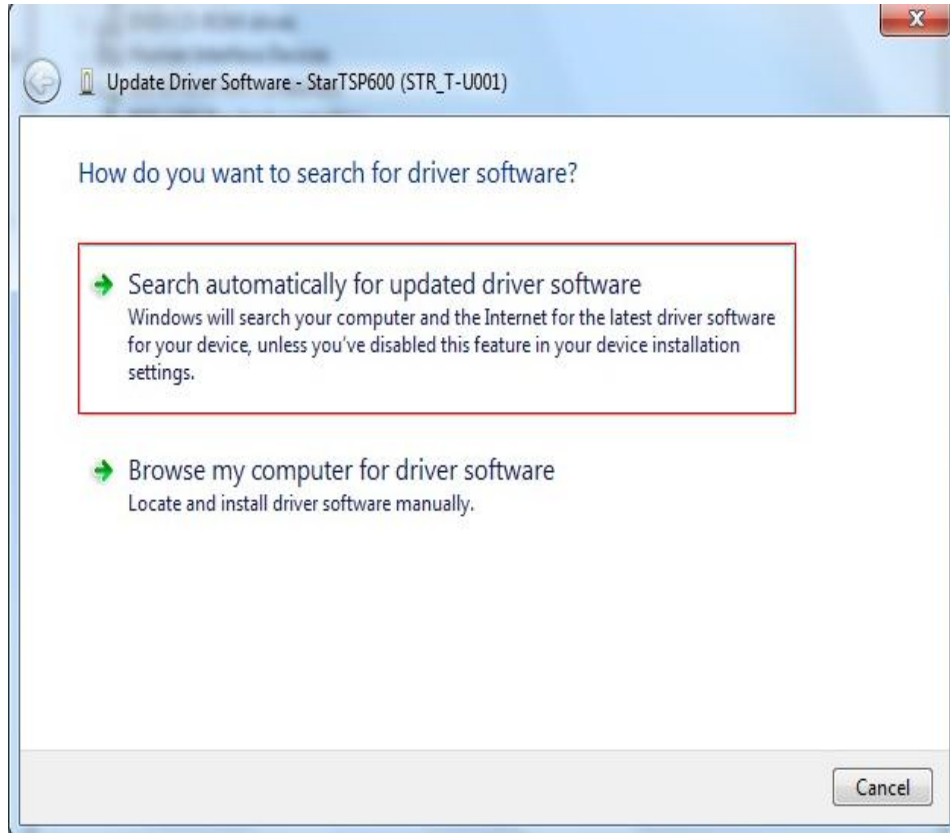 Update Driver Software - StarTSP600 (STR_T-U001)
How do you want to search for driver software?
Search automatically for updated driver software
Windows will search your computer and the Internet for the latest driver software
for your device, unless you've disabled this feature in your device installation
settings.
Browse my computer for driver software
Locate and install driver software manually.
Cancel